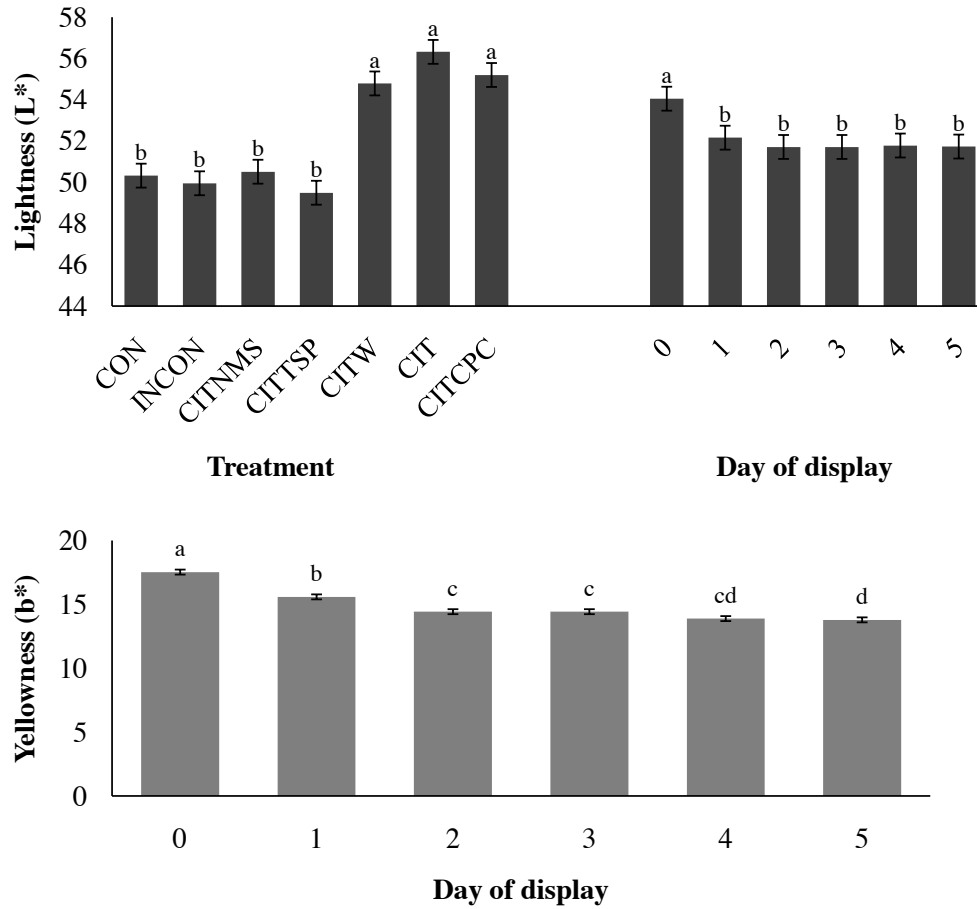 Lightness (L*)
58
56
54
52
50
48
46
44
b b b b a a a
a b b b b b
CON INCON CITNMS CITTSP CITW CIT CITCPC
0 1 2 3 4 5
Treatment
Day of display
Yellowness (b*)
20
15
10
5
0
a b c c cd d
0 1 2 3 4 5
Day of display